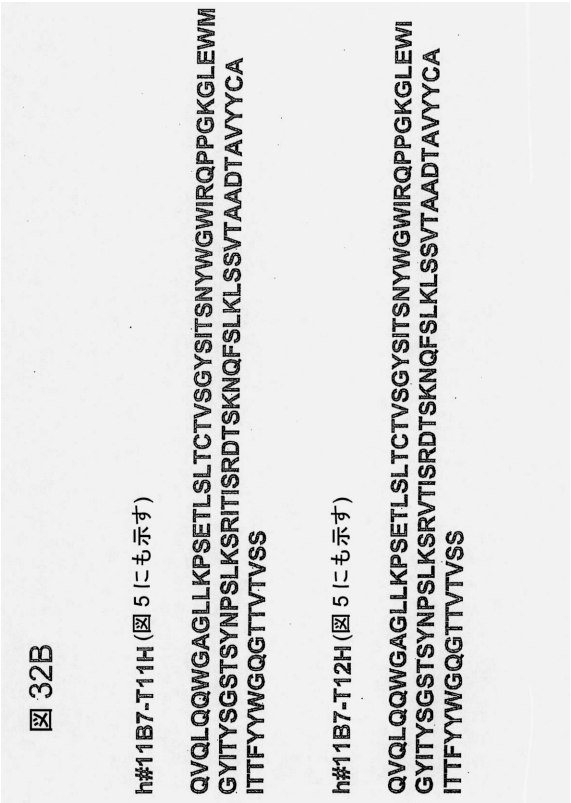 図 32B
h#11B7-T11H (図 5 にも示す)
QVQLQQWGAGLLKPSETLSLTCTVSGYSITSNYWGWIRQPPGKGLEWM
GYITYSGSTSYNPSLKSRITISRDTSKNQFSLKLSSVTAADTAVYYCA
ITTFYYWGQGTTVTVSS
h#11B7-T12H (図 5 にも示す)
QVQLQQWGAGLLKPSETLSLTCTVSGYSITSNYWGWIRQPPGKGLEWI
GYITYSGSTSYNPSLKSRVTISRDTSKNQFSLKLSSVTAADTAVYYCA
ITTFYYWGQGTTVTVSS